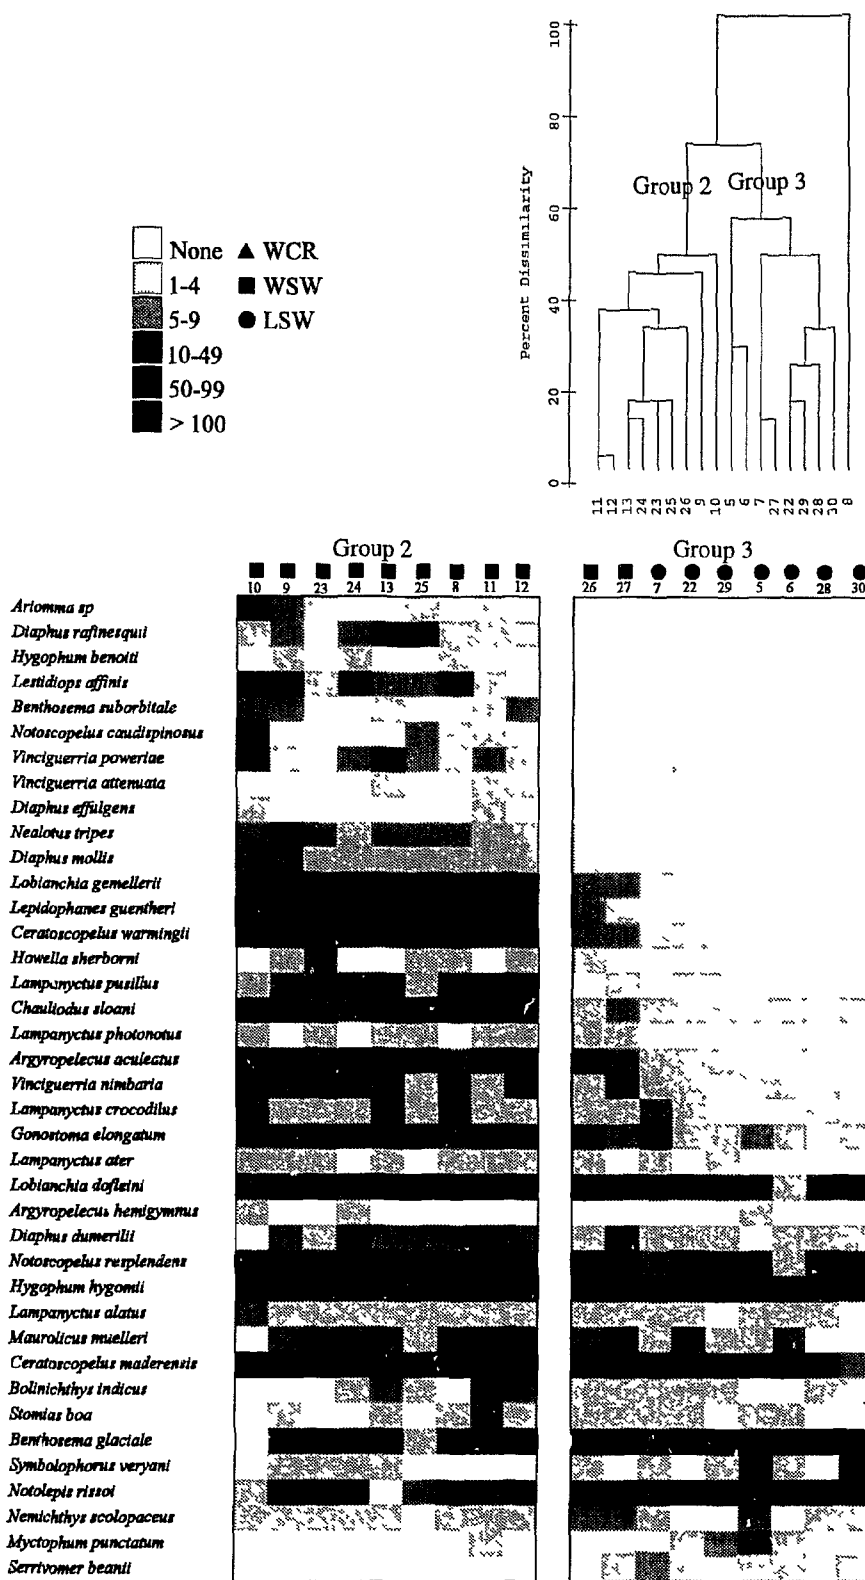 100
80
60
40
20
0
Percent Dissimilarity
Group 2 Group 3
None ▲ WCR
1-4 ■ WSW
5-9 ● LSW
10-49
50-99
> 100
11 12 13 24 23 25 26 9 10 5 6 7 27 22 29 28 30 8
Group 2 Group 3
10 9 23 24 13 25 8 11 12 26 27 7 22 29 5 6 28 30
Ariomma sp
Diaphus rafinesquii
Hygophum benoiti
Lestidiops affinis
Benthosema suborbitale
Notoscopelus caudispinosus
Vinciguerria poweriae
Vinciguerria attenuata
Diaphus effulgens
Nealotus tripes
Diaphus mollis
Lobianchia gemellerii
Lepidophanes guentheri
Ceratoscopelus warmingii
Howella sherborni
Lampanyctus pusillus
Chauliodus sloani
Lampanyctus photonotus
Argyropelecus aculeatus
Vinciguerria nimbaria
Lampanyctus crocodilus
Gonostoma elongatum
Lampanyctus ater
Lobianchia dofleini
Argyropelecus hemigymnus
Diaphus dumerilii
Notoscopelus resplendens
Hygophum hygomii
Lampanyctus alatus
Maurolicus muelleri
Ceratoscopelus maderensis
Bolinichthys indicus
Stomias boa
Benthosema glaciale
Symbolophorus veryani
Notolepis rissoi
Nemichthys scolopaceus
Myctophum punctatum
Serrivomer beanii